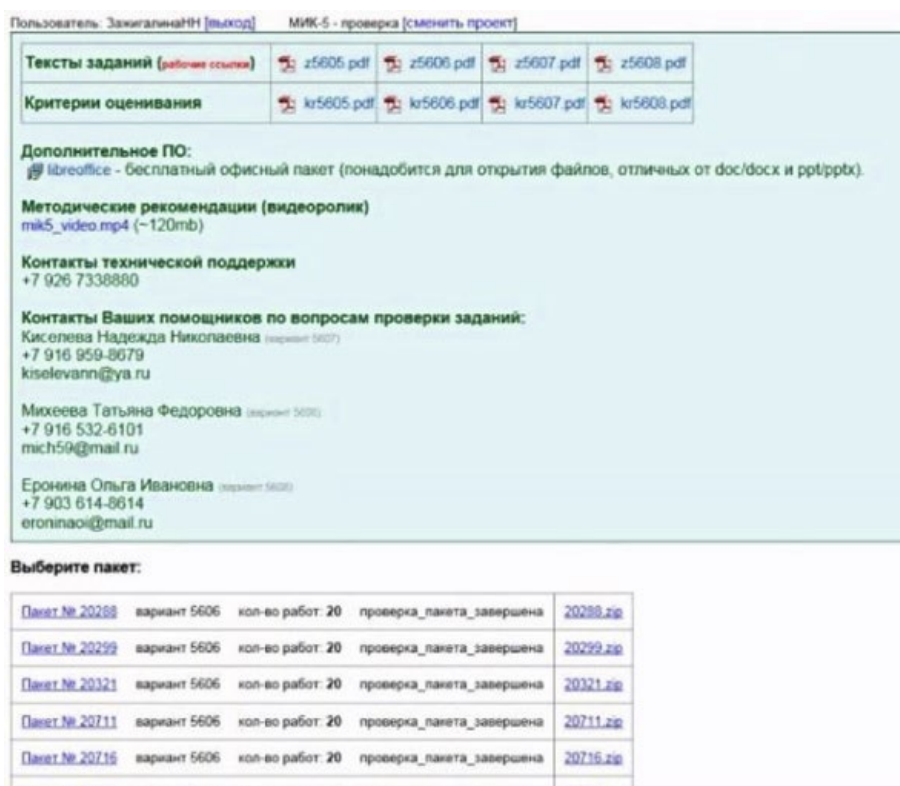 Пользователь: ЗажигалинаНН [выход] МИК-5 - проверка [сменить проект]
Тексты заданий (рабочие ссылки) z5605.pdf z5606.pdf z5607.pdf z5608.pdf
Критерии оценивания kr5605.pdf kr5606.pdf kr5607.pdf kr5608.pdf
Дополнительное ПО:
libreoffice - бесплатный офисный пакет (понадобится для открытия файлов, отличных от doc/docx и ppt/pptx).
Методические рекомендации (видеоролик)
mik5_video.mp4 (~120mb)
Контакты технической поддержки
+7 926 7338880
Контакты Ваших помощников по вопросам проверки заданий:
Киселева Надежда Николаевна (вариант 5607)
+7 916 959-8679
kiselevann@ya.ru
Михеева Татьяна Федоровна (вариант
+7 916 532-6101
mich59@mail.ru
Еронина Ольга Ивановна (вариант
+7 903 614-8614
eroninaoi@mail.ru
Выберите пакет:
Пакет № 20288 вариант 5606 кол-во работ: 20 проверка_пакета_завершена 20288.zip
Пакет № 20299 вариант 5606 кол-во работ: 20 проверка_пакета_завершена 20299.zip
Пакет № 20321 вариант 5606 кол-во работ: 20 проверка_пакета_завершена 20321.zip
Пакет № 20711 вариант 5606 кол-во работ: 20 проверка_пакета_завершена 20711.zip
Пакет № 20716 вариант 5606 кол-во работ: 20 проверка_пакета_завершена 20716.zip